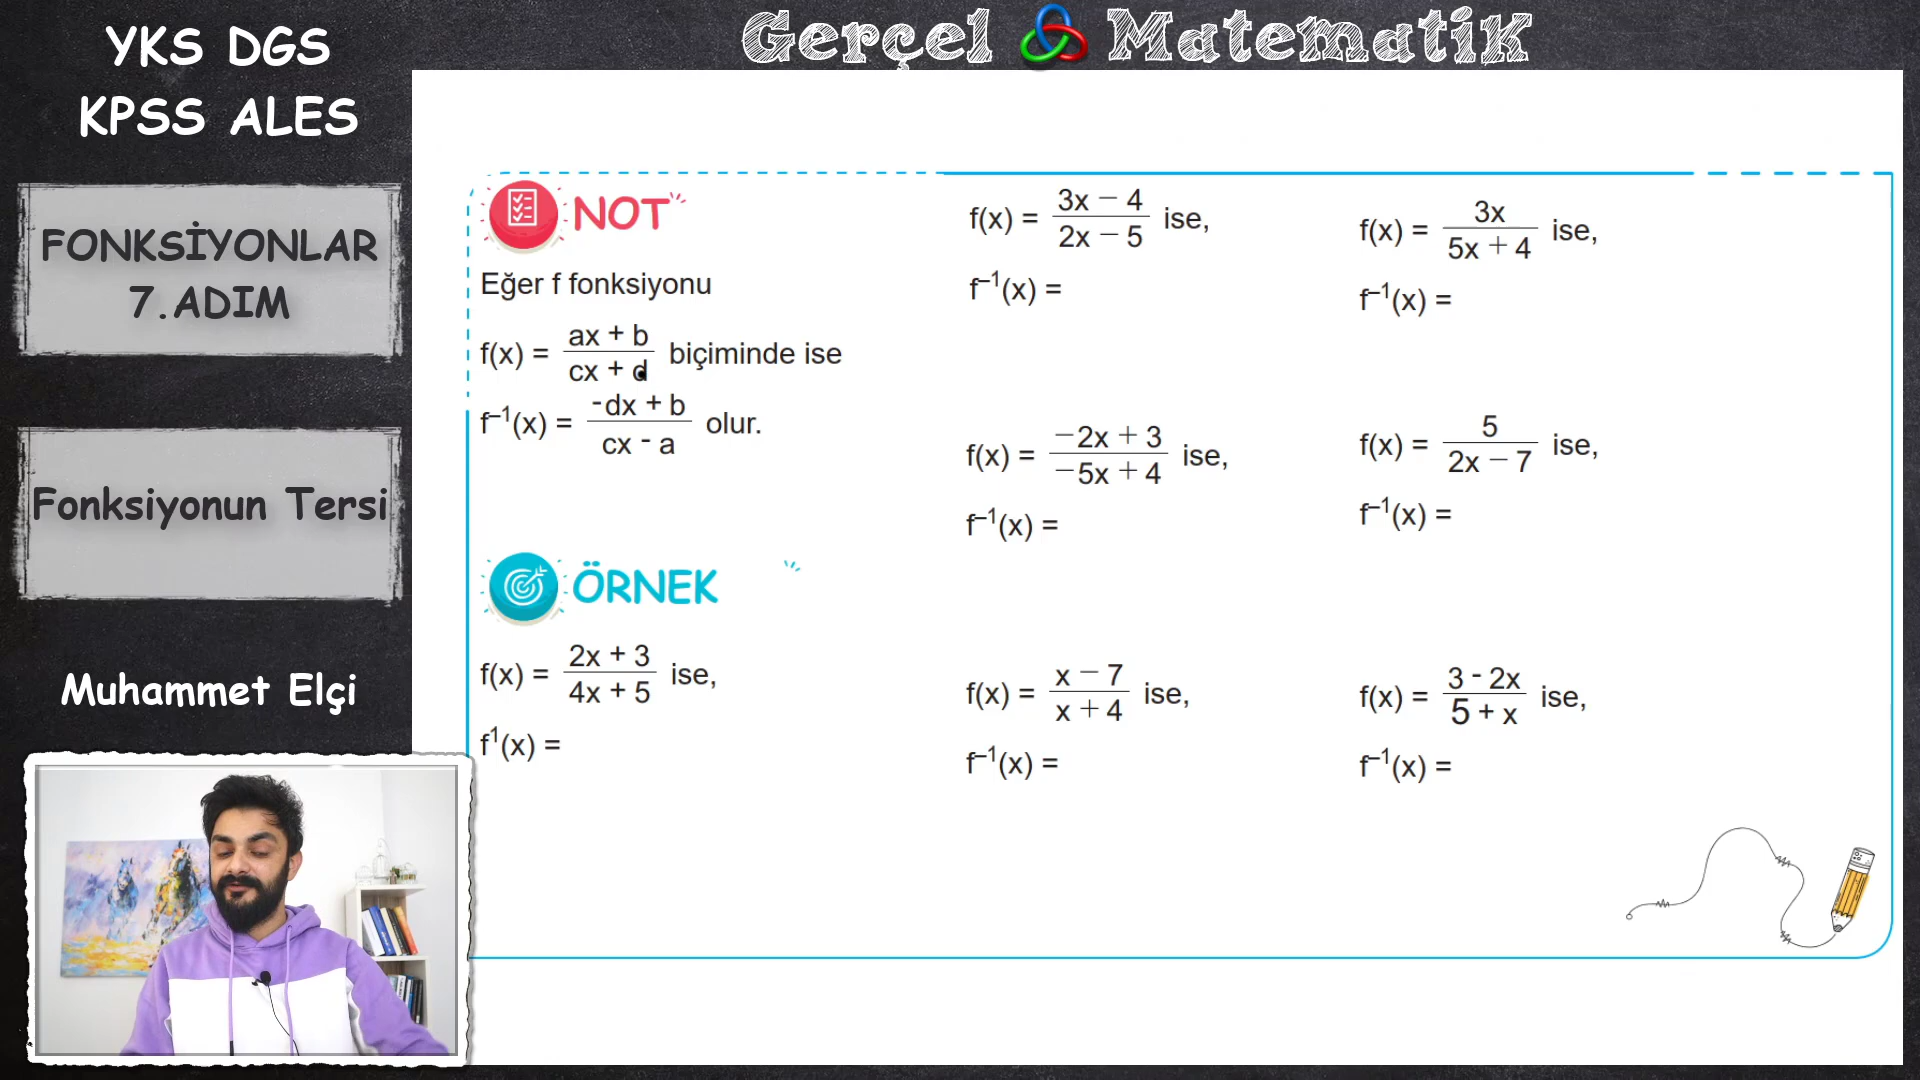 YKS DGS
KPSS ALES
Gerçel Matematik
FONKSİYONLAR
7. ADIM
Fonksiyonun Tersi
Muhammet Elçi
NOT
Eğer f fonksiyonu
f(x) = (ax + b)/(cx + d) biçiminde ise
f⁻¹(x) = (-dx + b)/(cx - a) olur.
ÖRNEK
f(x) = (2x + 3)/(4x + 5) ise,
f¹(x) =
f(x) = (3x − 4)/(2x − 5) ise,
f⁻¹(x) =
f(x) = (−2x + 3)/(−5x + 4) ise,
f⁻¹(x) =
f(x) = (x − 7)/(x + 4) ise,
f⁻¹(x) =
f(x) = 3x/(5x + 4) ise,
f⁻¹(x) =
f(x) = 5/(2x − 7) ise,
f⁻¹(x) =
f(x) = (3 - 2x)/(5 + x) ise,
f⁻¹(x) =